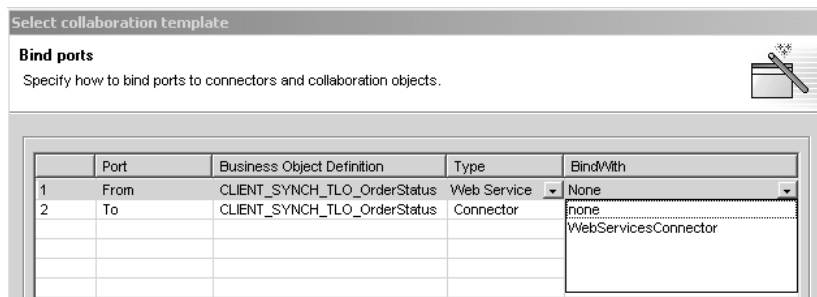 Select collaboration template
Bind ports
Specify how to bind ports to connectors and collaboration objects.
Port Business Object Definition Type BindWith
1 From CLIENT_SYNCH_TLO_OrderStatus Web Service None
2 To CLIENT_SYNCH_TLO_OrderStatus Connector none
WebServicesConnector